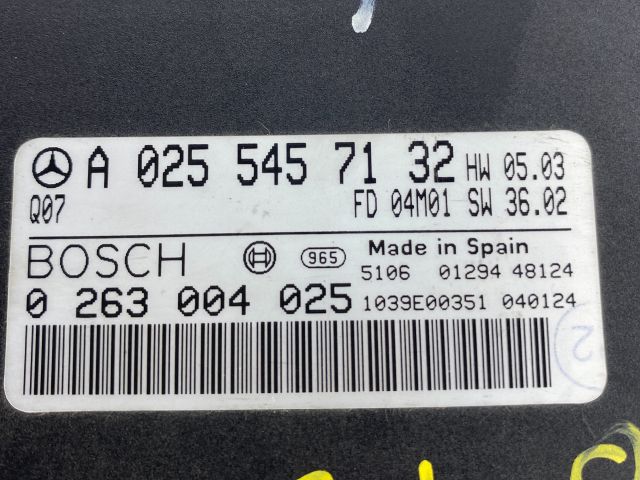 A 025 545 71 32 HW 05.03
Q07 FD 04M01 SW 36.02
BOSCH 965 Made in Spain
5106 01294 48124
0 263 004 025 1039E00351 040124
2